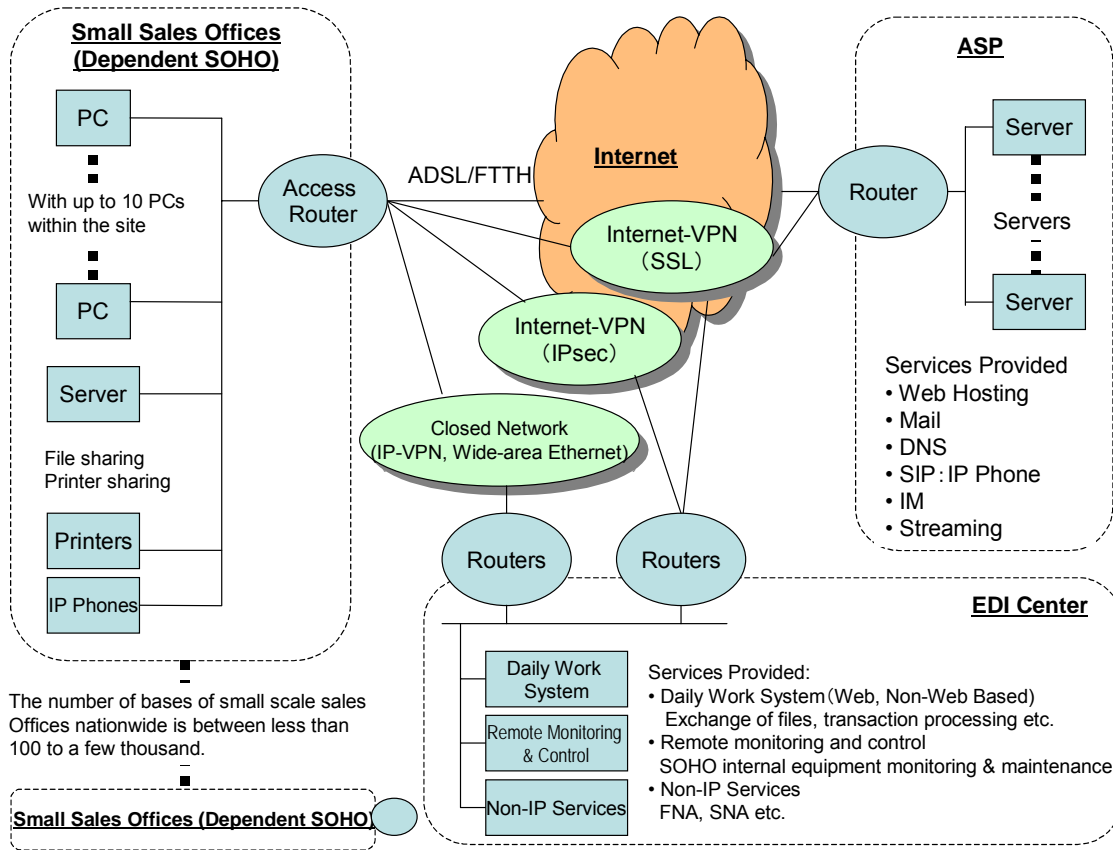 Small Sales Offices
(Dependent SOHO)
PC
With up to 10 PCs
within the site
PC
Server
File sharing
Printer sharing
Printers
IP Phones
The number of bases of small scale sales
Offices nationwide is between less than
100 to a few thousand.
Small Sales Offices (Dependent SOHO)
Access
Router
ADSL/FTTH
Internet
Internet-VPN
(SSL)
Internet-VPN
(IPsec)
Closed Network
(IP-VPN, Wide-area Ethernet)
Routers
Routers
ASP
Router
Server
Servers
Server
Services Provided
• Web Hosting
• Mail
• DNS
• SIP:IP Phone
• IM
• Streaming
EDI Center
Daily Work
System
Remote Monitoring
& Control
Non-IP Services
Services Provided:
• Daily Work System(Web, Non-Web Based)
Exchange of files, transaction processing etc.
• Remote monitoring and control
SOHO internal equipment monitoring & maintenance
• Non-IP Services
FNA, SNA etc.